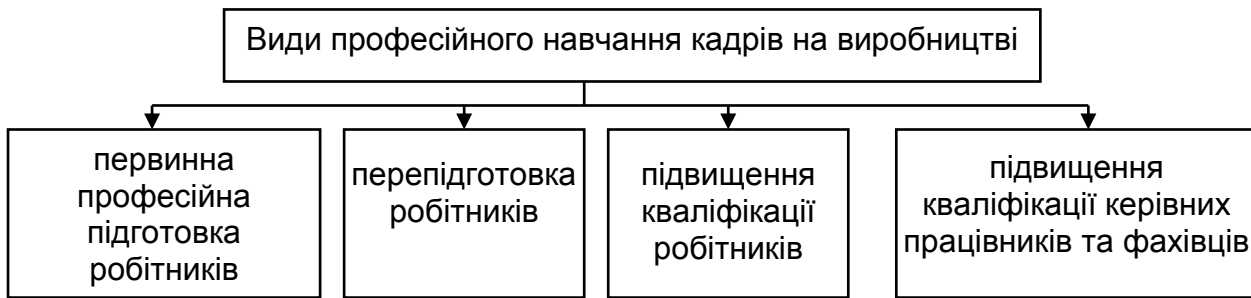 Види професійного навчання кадрів на виробництві
первинна
професійна
підготовка
робітників
перепідготовка
робітників
підвищення
кваліфікації
робітників
підвищення
кваліфікації керівних
працівників та фахівців